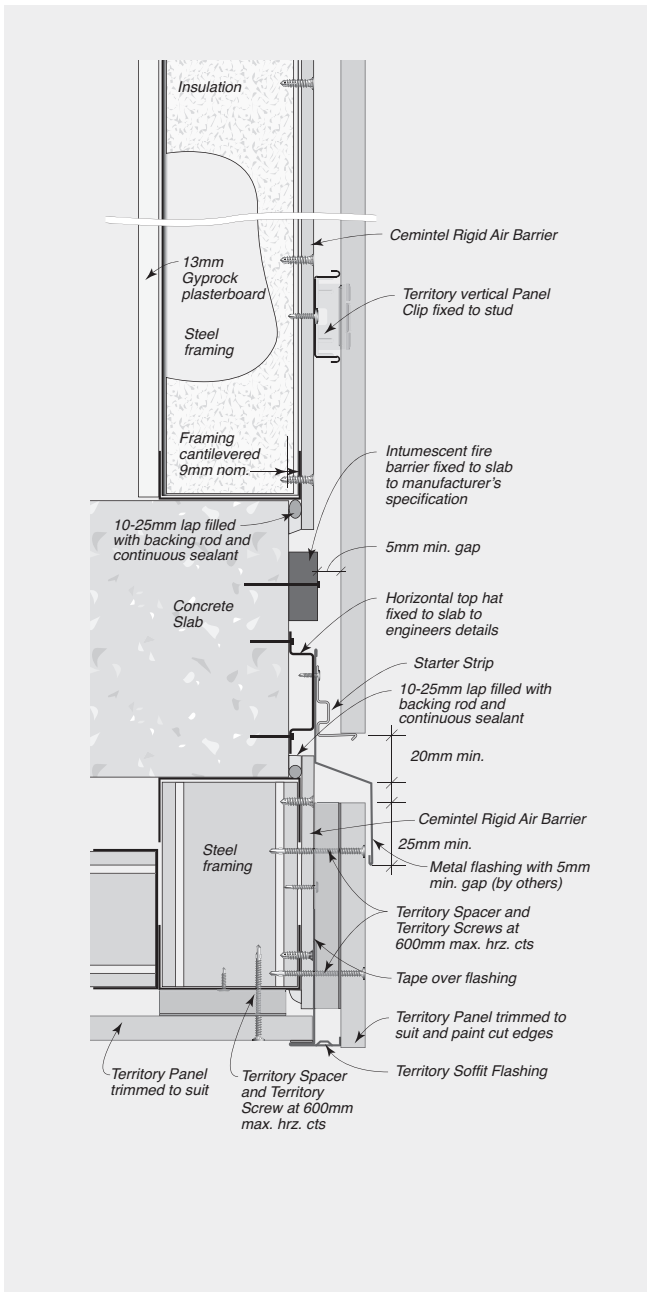 Insulation
Cemintel Rigid Air Barrier
13mm
Gyprock
plasterboard
Territory vertical Panel
Clip fixed to stud
Steel
framing
Framing
cantilevered
9mm nom.
Intumescent fire
barrier fixed to slab
to manufacturer's
specification
10-25mm lap filled
with backing rod and
continuous sealant
5mm min. gap
Concrete
Slab
Horizontal top hat
fixed to slab to
engineers details
Starter Strip
10-25mm lap filled with
backing rod and
continuous sealant
20mm min.
Cemintel Rigid Air Barrier
Steel
framing
25mm min.
Metal flashing with 5mm
min. gap (by others)
Territory Spacer and
Territory Screws at
600mm max. hrz. cts
Tape over flashing
Territory Panel trimmed to
suit and paint cut edges
Territory Soffit Flashing
Territory Panel
trimmed to suit
Territory Spacer
and Territory
Screw at 600mm
max. hrz. cts